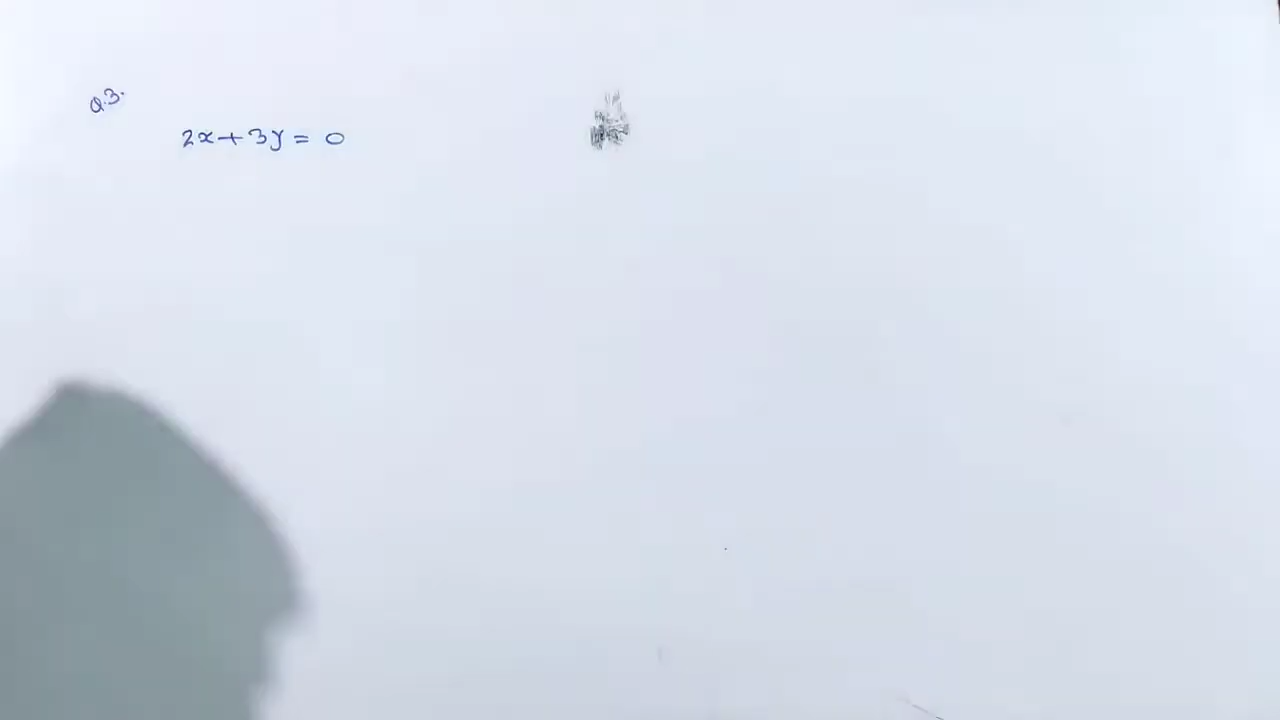 Q.3.
2x+3y = 0